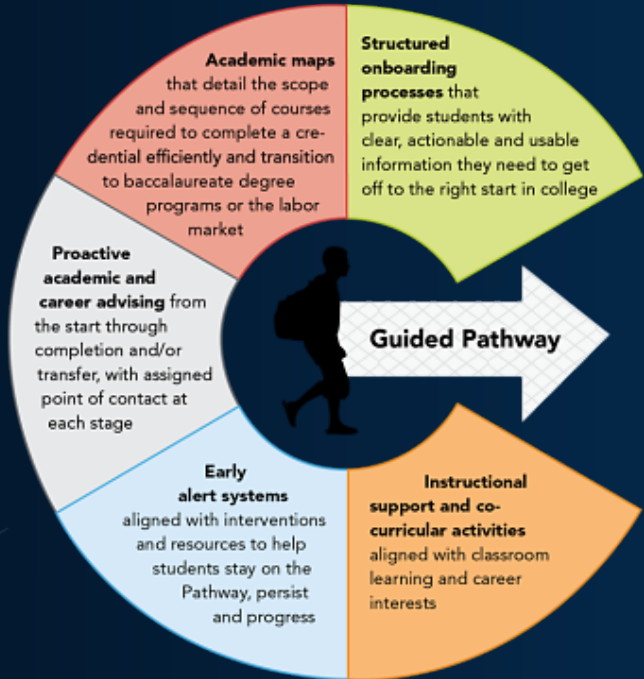 Academic maps
that detail the scope
and sequence of courses
required to complete a cre-
dential efficiently and transition
to baccalaureate degree
programs or the labor
market
Structured
onboarding
processes that
provide students with
clear, actionable and usable
information they need to get
off to the right start in college
Proactive
academic and
career advising from
the start through
completion and/or
transfer, with assigned
point of contact at
each stage
Guided Pathway
Early
alert systems
aligned with interventions
and resources to help
students stay on the
Pathway, persist
and progress
Instructional
support and co-
curricular activities
aligned with classroom
learning and career
interests